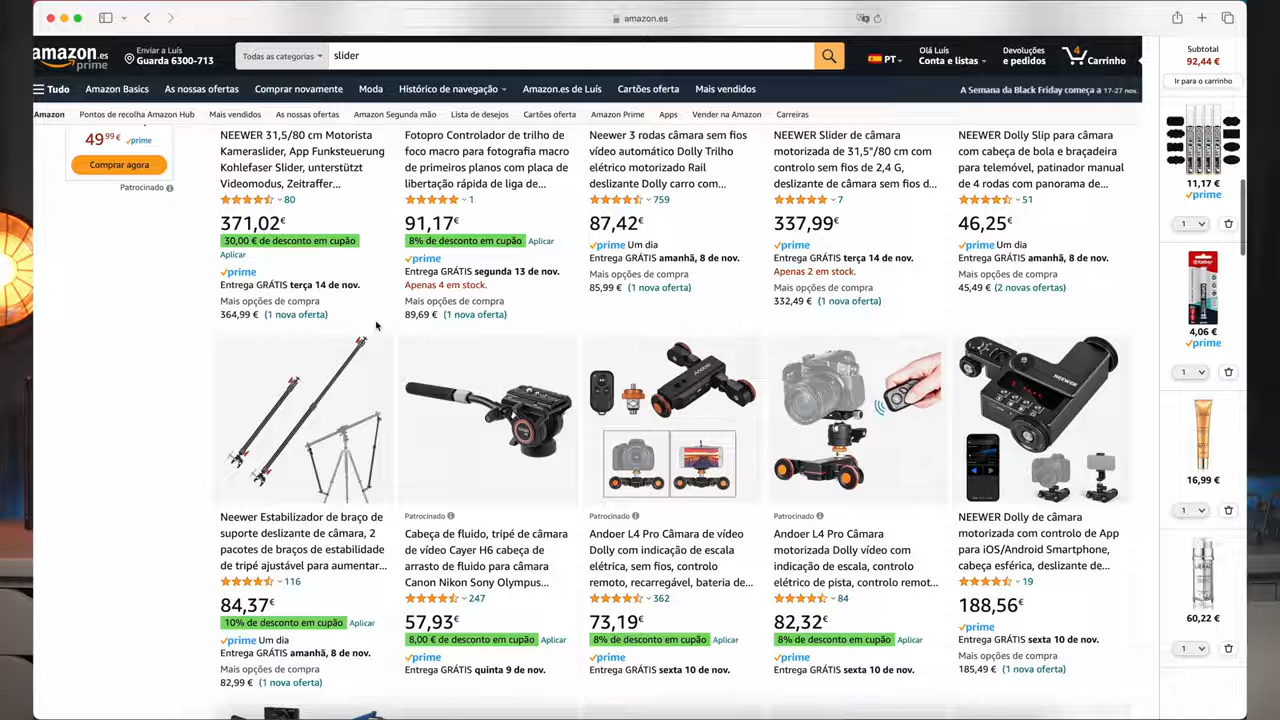 amazon.es
amazon.es
prime
Enviar a Luís
Guarda 6300-713
Todas as categorias
slider
PT
Olá Luís
Conta e listas
Devoluções
e pedidos
4
Carrinho
Tudo
Amazon Basics
As nossas ofertas
Comprar novamente
Moda
Histórico de navegação
Amazon.es de Luís
Cartões oferta
Mais vendidos
A Semana da Black Friday começa a 17-27 nov.
Amazon
Pontos de recolha Amazon Hub
Mais vendidos
As nossas ofertas
Amazon Segunda mão
Lista de desejos
Cartões oferta
Amazon Prime
Apps
Vender na Amazon
Carreiras
49,99 €
prime
Comprar agora
Patrocinado
NEEWER 31,5/80 cm Motorista
Kameraslider, App Funksteuerung
Kohlefaser Slider, unterstützt
Videomodus, Zeitraffer...
80
371,02€
30,00 € de desconto em cupão
Aplicar
prime
Entrega GRÁTIS terça 14 de nov.
Mais opções de compra
364,99 € (1 nova oferta)
Fotopro Controlador de trilho de
foco macro para fotografia macro
de primeiros planos com placa de
libertação rápida de liga de...
1
91,17€
8% de desconto em cupão Aplicar
prime
Entrega GRÁTIS segunda 13 de nov.
Apenas 4 em stock.
Mais opções de compra
89,69 € (1 nova oferta)
Neewer 3 rodas câmara sem fios
vídeo automático Dolly Trilho
elétrico motorizado Rail
deslizante Dolly carro com...
759
87,42€
prime Um dia
Entrega GRÁTIS amanhã, 8 de nov.
Mais opções de compra
85,99 € (1 nova oferta)
NEEWER Slider de câmara
motorizada de 31,5"/80 cm com
controlo sem fios de 2,4 G,
deslizante de câmara sem fios d...
7
337,99€
prime
Entrega GRÁTIS terça 14 de nov.
Apenas 2 em stock.
Mais opções de compra
332,49 € (1 nova oferta)
NEEWER Dolly Slip para câmara
com cabeça de bola e braçadeira
para telemóvel, patinador manual
de 4 rodas com panorama de...
51
46,25€
prime Um dia
Entrega GRÁTIS amanhã, 8 de nov.
Mais opções de compra
45,49 € (2 novas ofertas)
Neewer Estabilizador de braço de
suporte deslizante de câmara, 2
pacotes de braços de estabilidade
de tripé ajustável para aumentar...
116
84,37€
10% de desconto em cupão Aplicar
prime Um dia
Entrega GRÁTIS amanhã, 8 de nov.
Mais opções de compra
82,99 € (1 nova oferta)
Patrocinado
Cabeça de fluido, tripé de câmara
de vídeo Cayer H6 cabeça de
arrasto de fluido para câmara
Canon Nikon Sony Olympus...
247
57,93€
8,00 € de desconto em cupão Aplicar
prime
Entrega GRÁTIS quinta 9 de nov.
Andoer
Patrocinado
Andoer L4 Pro Câmara de vídeo
Dolly com indicação de escala
elétrica, sem fios, controlo
remoto, recarregável, bateria de...
362
73,19€
8% de desconto em cupão Aplicar
prime
Entrega GRÁTIS sexta 10 de nov.
Patrocinado
Andoer L4 Pro Câmara
motorizada Dolly vídeo com
indicação de escala, controlo
elétrico de pista, controlo remot...
84
82,32€
8% de desconto em cupão Aplicar
prime
Entrega GRÁTIS sexta 10 de nov.
NEEWER
NEEWER Dolly de câmara
motorizada com controlo de App
para iOS/Android Smartphone,
cabeça esférica, deslizante de...
19
188,56€
prime
Entrega GRÁTIS sexta 10 de nov.
Mais opções de compra
185,49 € (1 nova oferta)
Subtotal
92,44 €
Ir para o carrinho
11,17 €
prime
1
4,06 €
prime
1
16,99 €
1
60,22 €
1